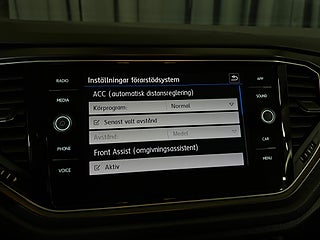 Inställningar förarstödsystem
RADIO
MEDIA
PHONE
VOICE
ACC (automatisk distansreglering)
Körprogram: Normal
Senast valt avstånd
Avstånd: Medel
Front Assist (omgivningsassistent)
Aktiv
APP
SOUND
CAR
MENU